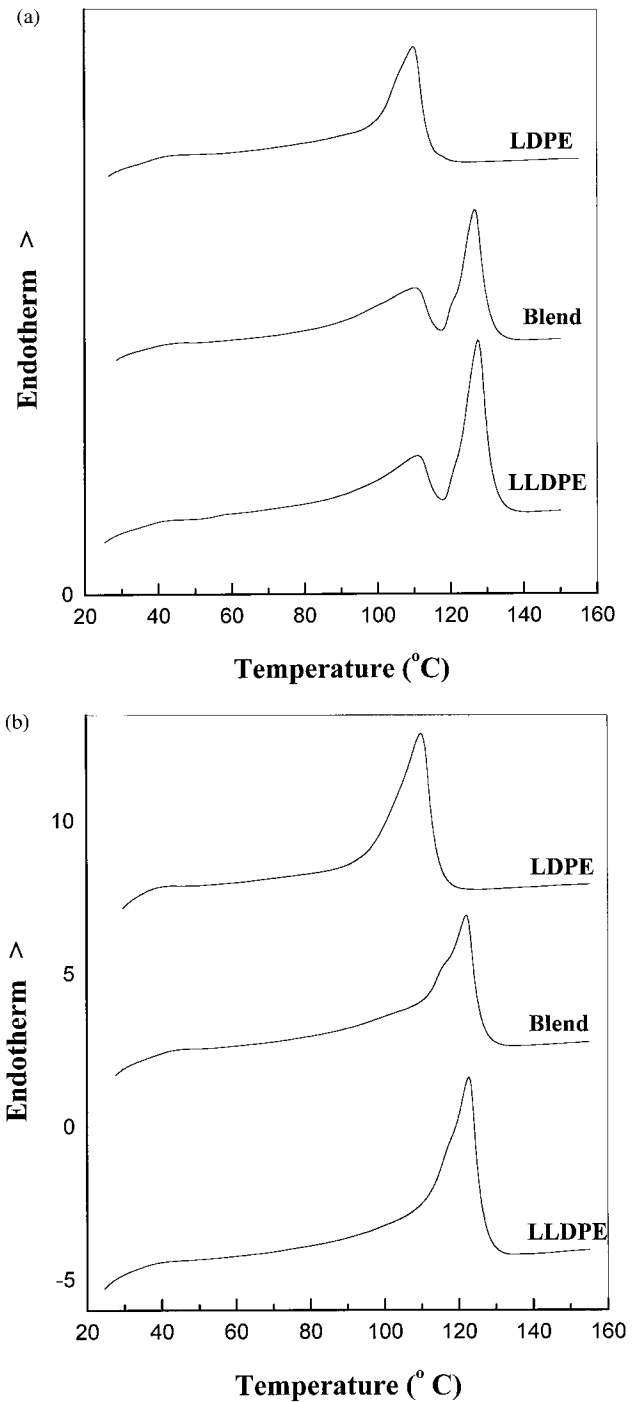 (a)
LDPE
Blend
LLDPE
Endotherm >
0
20 40 60 80 100 120 140 160
Temperature (°C)
(b)
10
5
0
-5
LDPE
Blend
LLDPE
Endotherm >
20 40 60 80 100 120 140 160
Temperature (° C)